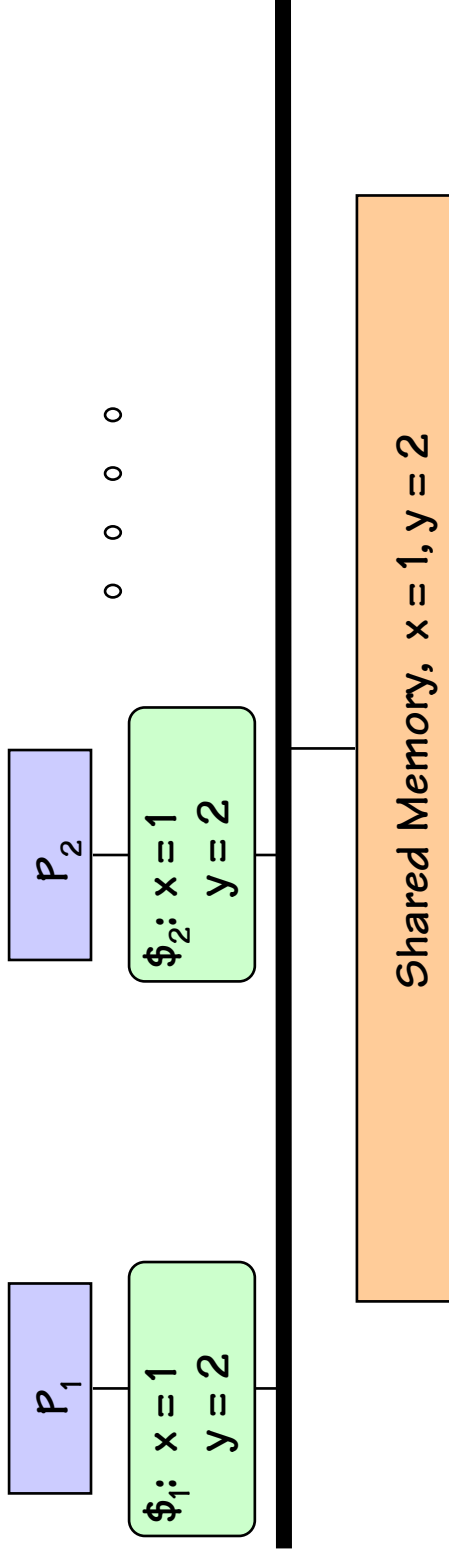 P₁
P₂
$₁: x = 1
y = 2
$₂: x = 1
y = 2
Shared Memory, x = 1, y = 2